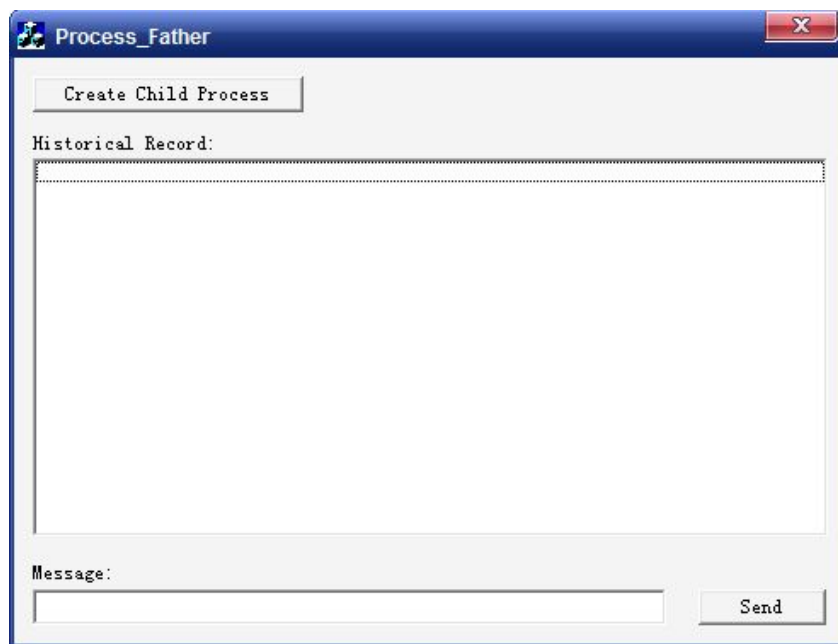 Process_Father
Create Child Process
Historical Record:
Message:
Send